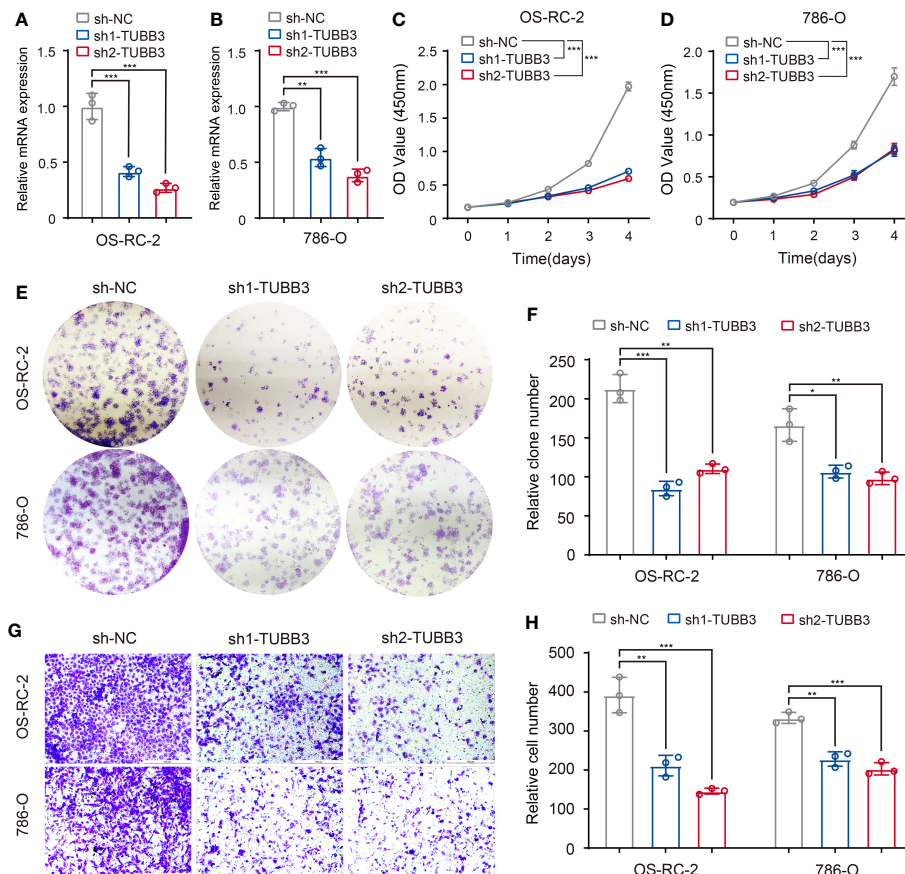 A
sh-NC
sh1-TUBB3
sh2-TUBB3
Relative mRNA expression
1.5
1.0
0.5
0
***
***
OS-RC-2
B
sh-NC
sh1-TUBB3
sh2-TUBB3
Relative mRNA expression
1.5
1.0
0.5
0
***
**
786-O
C
OS-RC-2
sh-NC
sh1-TUBB3
sh2-TUBB3
***
***
OD Value (450nm)
2.5
2.0
1.5
1.0
0.5
0
0 1 2 3 4
Time(days)
D
786-O
sh-NC
sh1-TUBB3
sh2-TUBB3
***
***
OD Value (450nm)
2.0
1.5
1.0
0.5
0
0 1 2 3 4
Time(days)
E
sh-NC sh1-TUBB3 sh2-TUBB3
OS-RC-2
786-O
F
sh-NC sh1-TUBB3 sh2-TUBB3
Relative clone number
250
200
150
100
50
0
**
***
**
*
OS-RC-2 786-O
G
sh-NC sh1-TUBB3 sh2-TUBB3
OS-RC-2
786-O
H
sh-NC sh1-TUBB3 sh2-TUBB3
Relative cell number
500
400
300
200
100
0
***
**
***
**
OS-RC-2 786-O